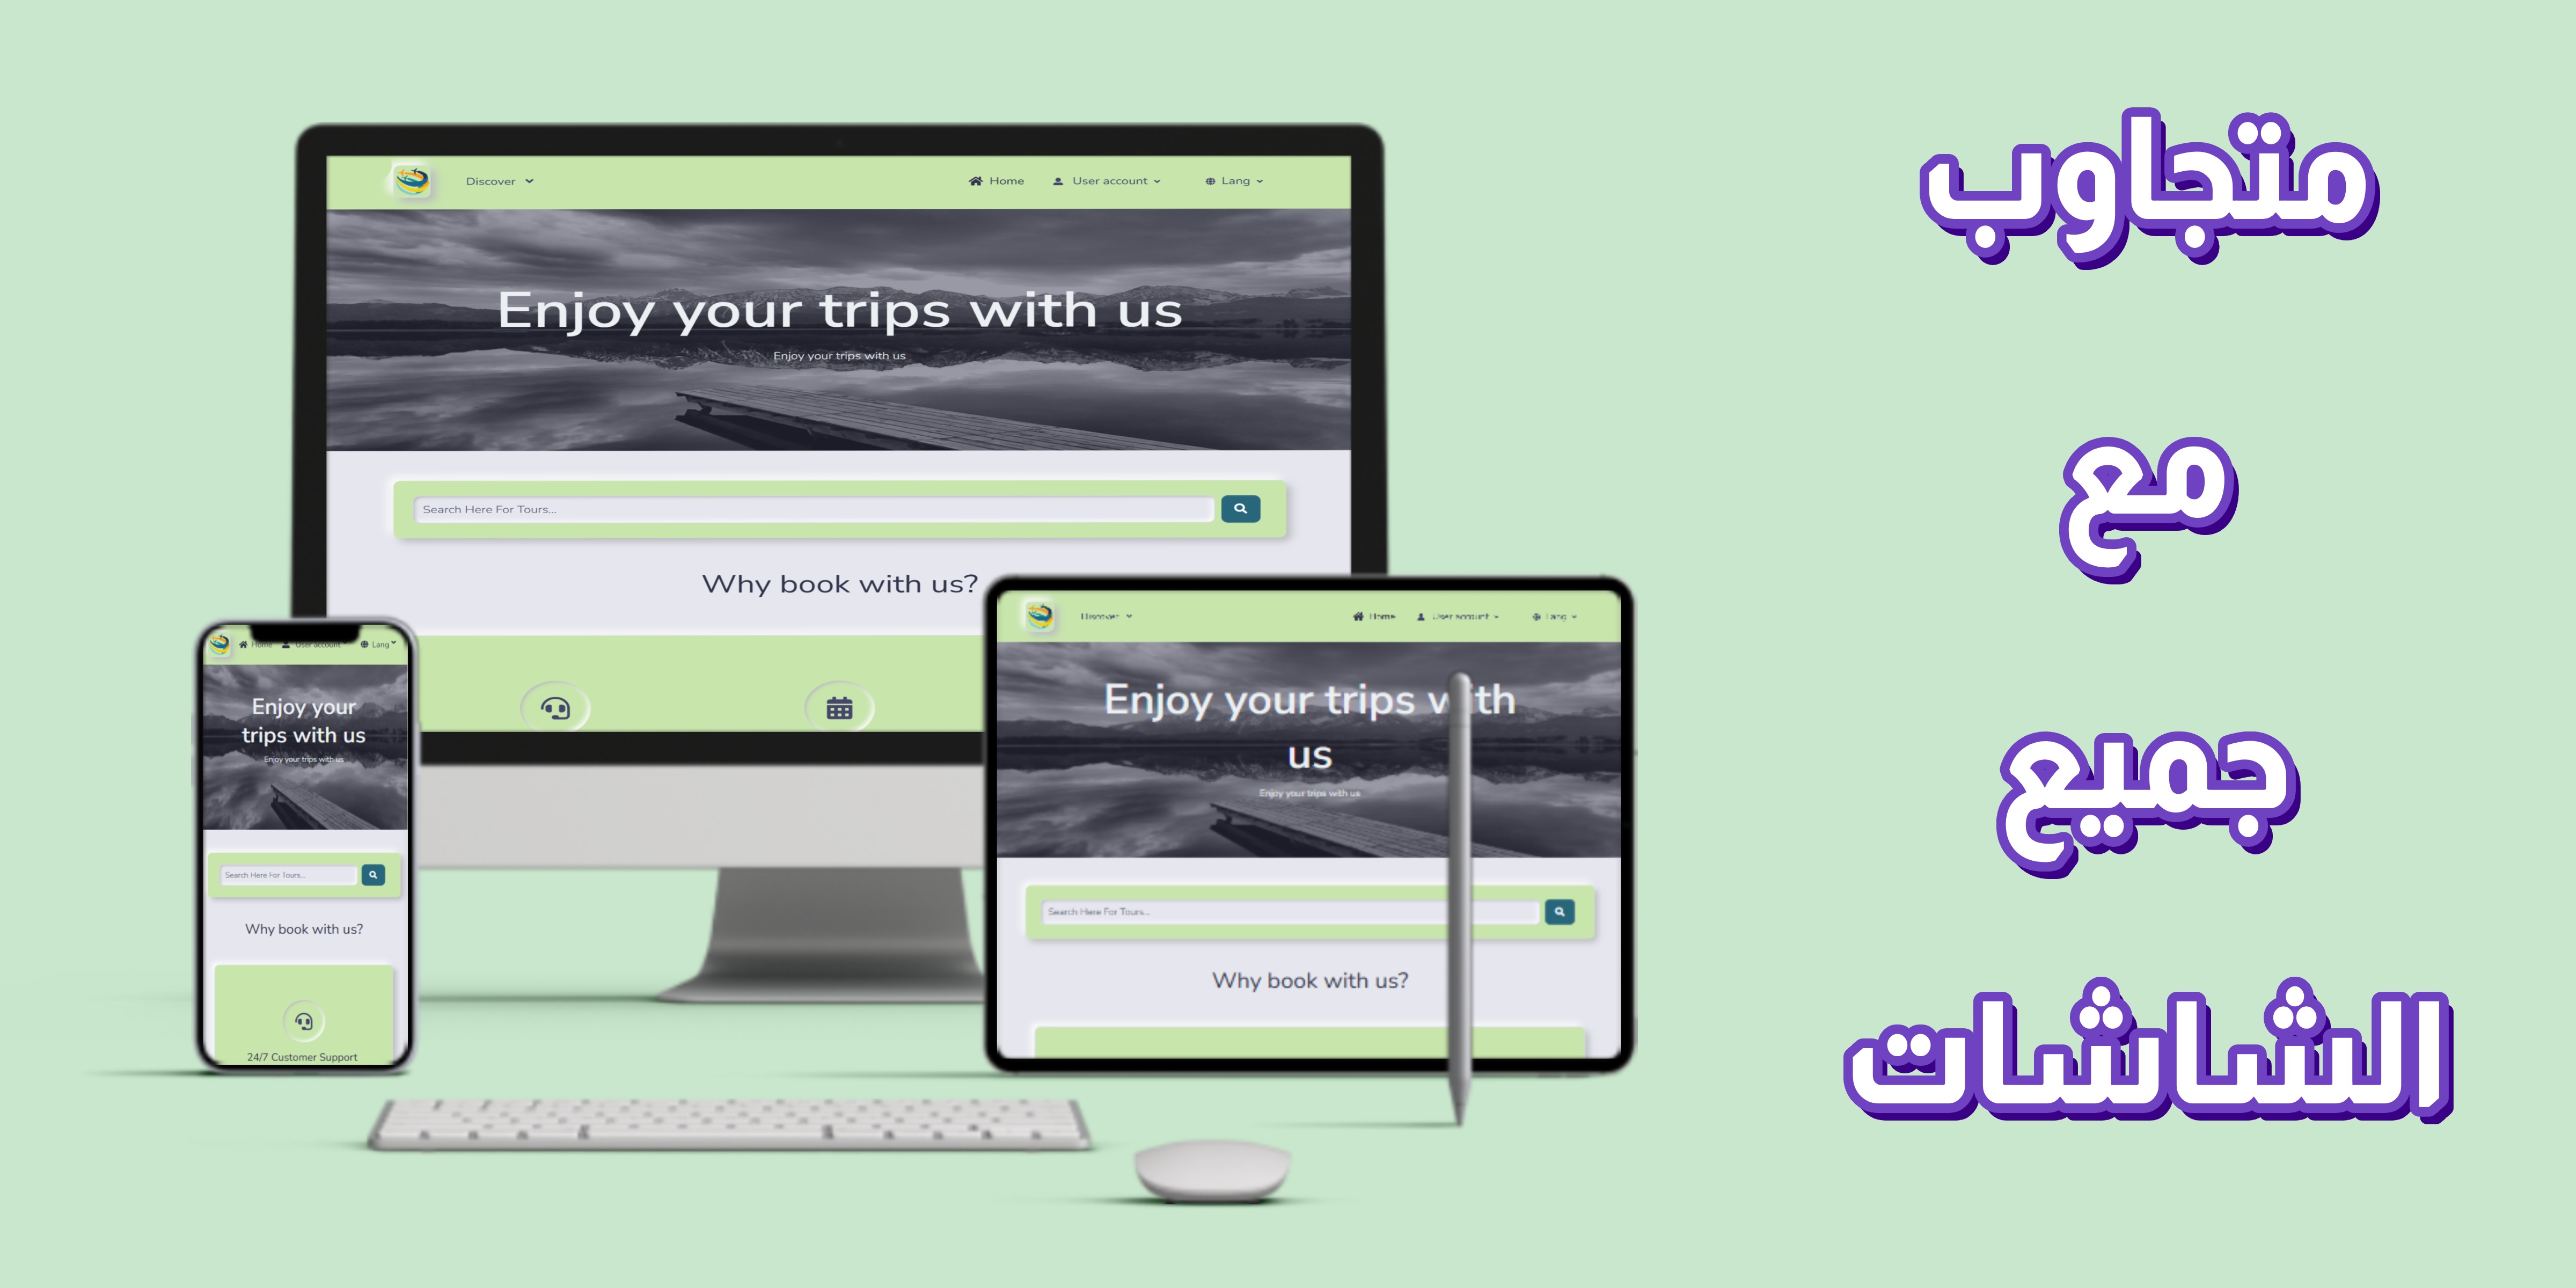 Discover
Home
User account
Lang
Enjoy your trips with us
Enjoy your trips with us
Search Here For Tours...
Why book with us?
Home
User account
Lang
Enjoy your
trips with us
Enjoy your trips with us
Search Here For Tours...
Why book with us?
24/7 Customer Support
Discover
Home
User account
Lang
Enjoy your trips with
us
Enjoy your trips with us
Search Here For Tours...
Why book with us?
متجاوب
مع
جميع
الشاشات